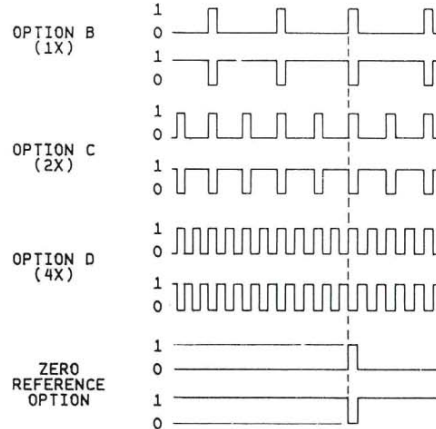 1
OPTION B
0
(1X)
1
0
1
0
OPTION C
(2X)
1
0
1
0
OPTION D
(4X)
1
0
1
ZERO
0
REFERENCE
OPTION
1
0